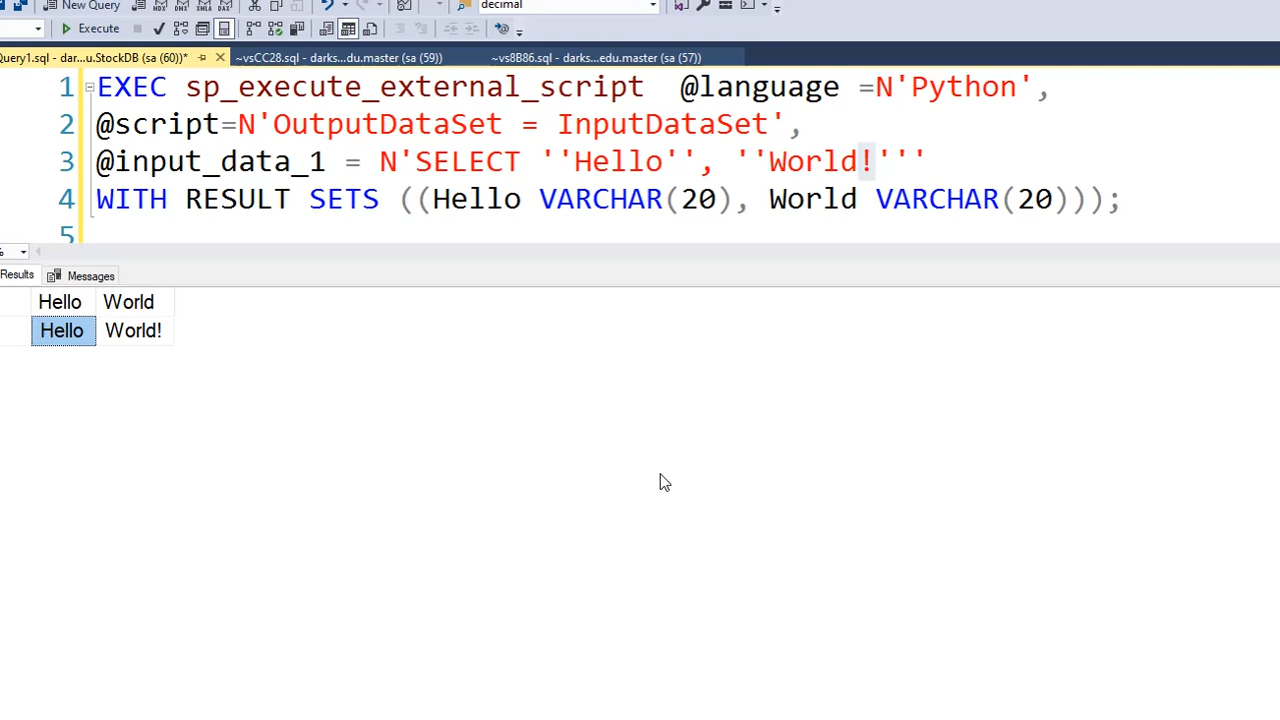 New Query
decimal
Execute
Query1.sql - dar...u.StockDB (sa (60))* ~vsCC28.sql - darks...du.master (sa (59)) ~vs8B86.sql - darks...edu.master (sa (57))
1 EXEC sp_execute_external_script @language =N'Python',
2 @script=N'OutputDataSet = InputDataSet',
3 @input_data_1 = N'SELECT ''Hello'', ''World!'''
4 WITH RESULT SETS ((Hello VARCHAR(20), World VARCHAR(20)));
5
%
Results Messages
Hello World
Hello World!